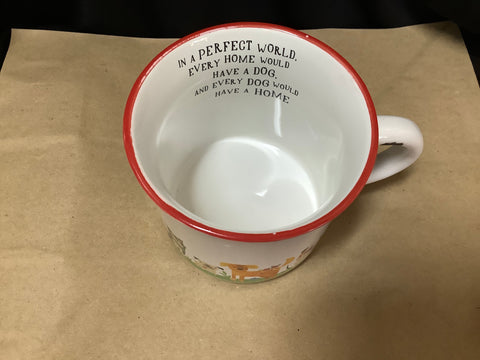 IN A PERFECT WORLD,
EVERY HOME WOULD
HAVE A DOG,
AND EVERY DOG WOULD
HAVE A HOME